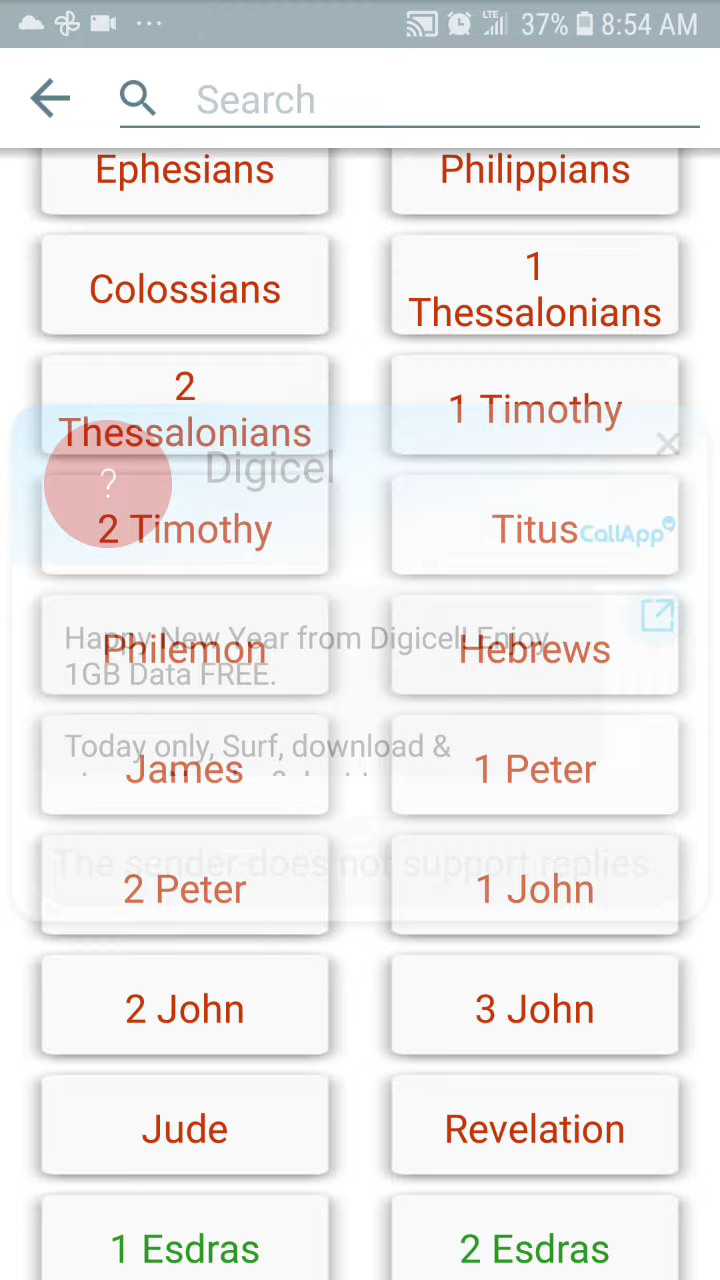 LTE 37% 8:54 AM
Search
Ephesians Philippians
Colossians 1
Thessalonians
2
Thessalonians 1 Timothy
Digicel
?
2 Timothy Titus CallApp
Happy New Year from Digicel! Enjoy
1GB Data FREE.
Philemon Hebrews
Today only, Surf, download &
James 1 Peter
The sender does not support replies
2 Peter 1 John
2 John 3 John
Jude Revelation
1 Esdras 2 Esdras